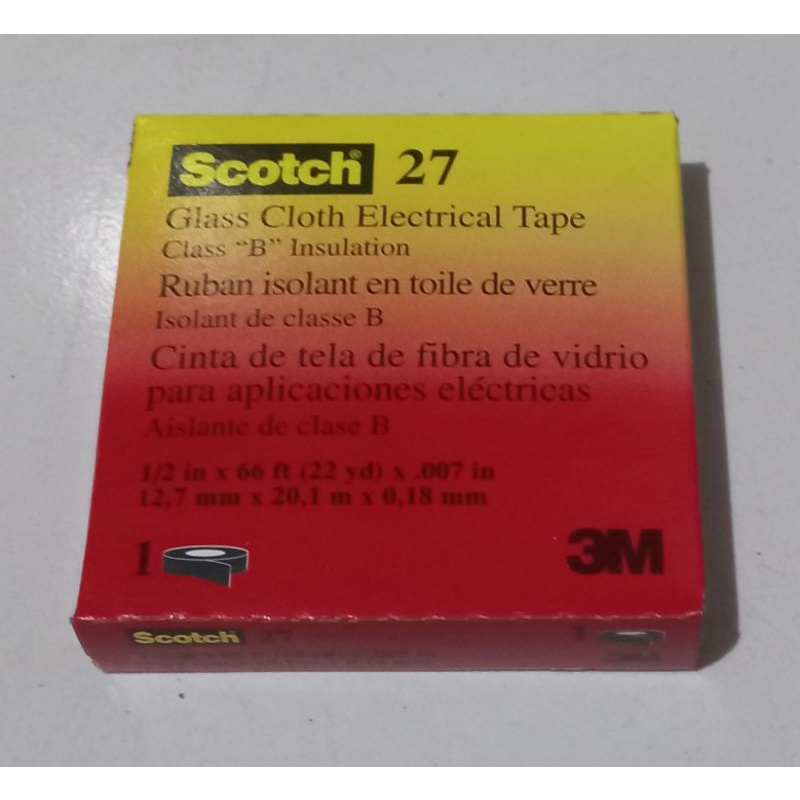 Scotch® 27
Glass Cloth Electrical Tape
Class "B" Insulation
Ruban isolant en toile de verre
Isolant de classe B
Cinta de tela de fibra de vidrio
para aplicaciones eléctricas
Aislante de clase B
1/2 in x 66 ft (22 yd) x .007 in
12,7 mm x 20,1 m x 0,18 mm
1
3M
Scotch 27
1
3M